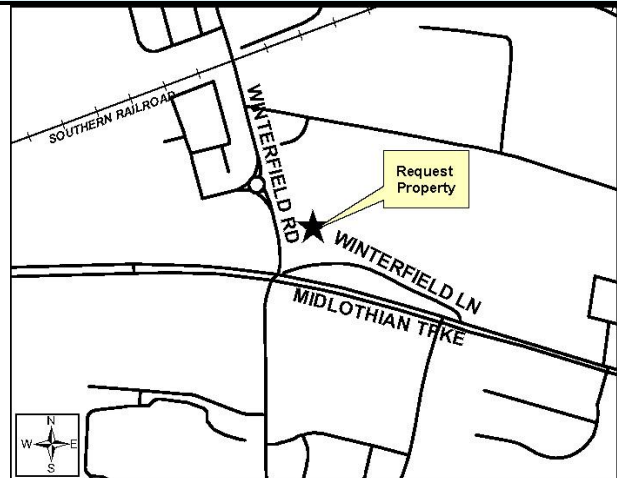 SOUTHERN RAILROAD
WINTERFIELD RD
Request
Property
WINTERFIELD LN
MIDLOTHIAN TPKE
N
W
E
S